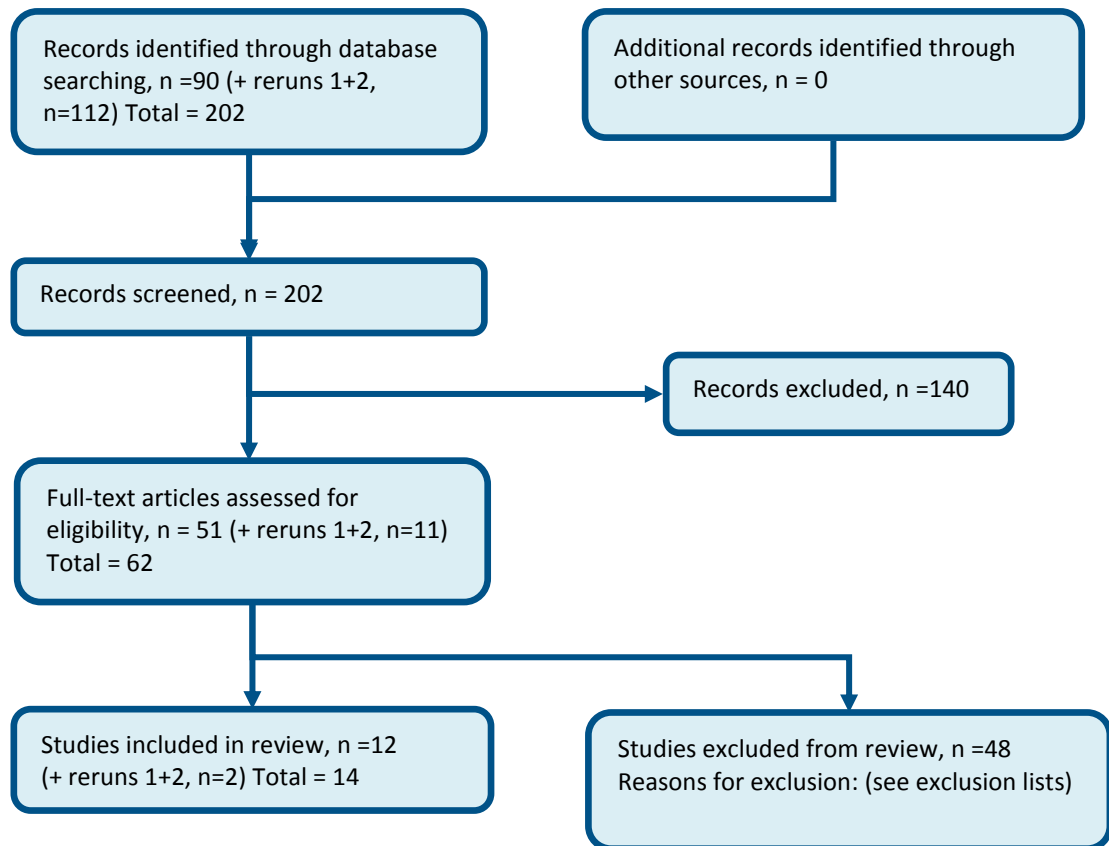 Records identified through database
searching, n =90 (+ reruns 1+2,
n=112) Total = 202
Additional records identified through
other sources, n = 0
Records screened, n = 202
Records excluded, n =140
Full-text articles assessed for
eligibility, n = 51 (+ reruns 1+2, n=11)
Total = 62
Studies included in review, n =12
(+ reruns 1+2, n=2) Total = 14
Studies excluded from review, n =48
Reasons for exclusion: (see exclusion lists)